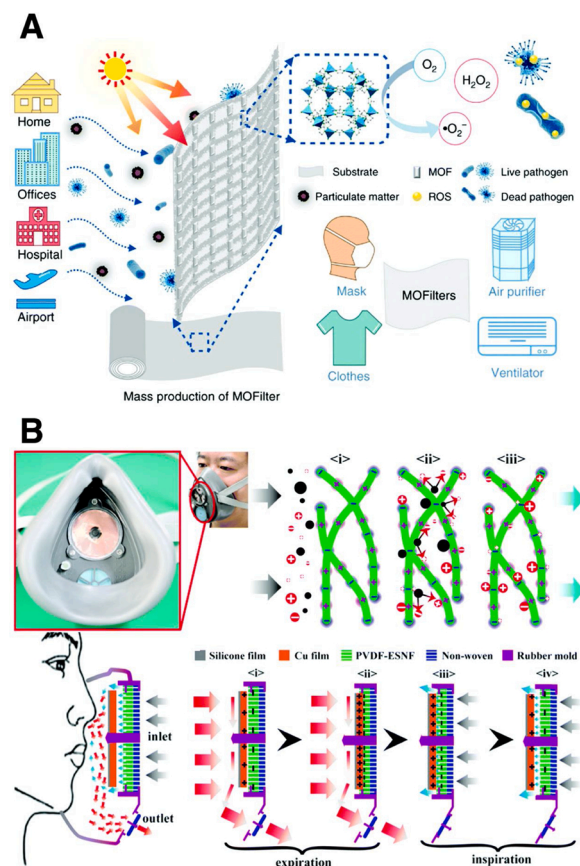 A
Home
Offices
Hospital
Airport
O₂
H₂O₂
•O₂⁻
Substrate
MOF
Live pathogen
Particulate matter
ROS
Dead pathogen
Mask
MOFilters
Air purifier
Clothes
Ventilator
Mass production of MOFilter
B
<i>
<ii>
<iii>
Silicone film
Cu film
PVDF-ESNF
Non-woven
Rubber mold
<i>
<ii>
<iii>
<iv>
inlet
outlet
expiration
inspiration